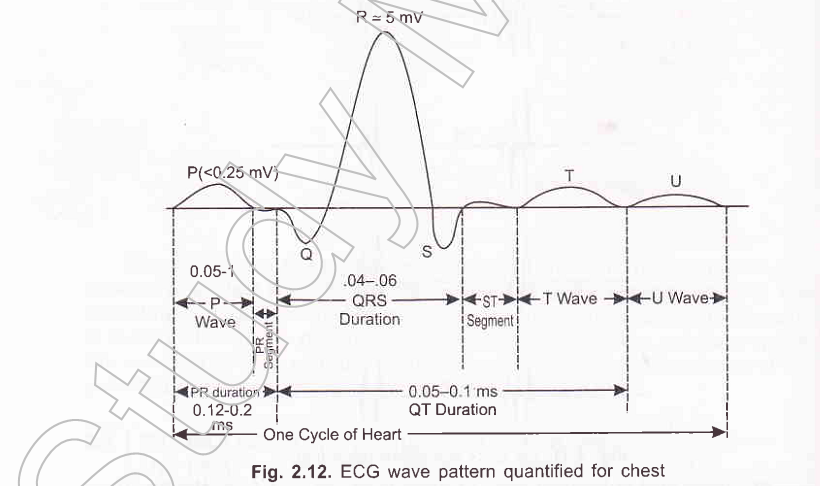 R ≃ 5 mV
P(<0.25 mV)
T
U
Q
S
0.05-1
.04–.06
P
Wave
PR
Segment
QRS
Duration
ST
Segment
T Wave
U Wave
PR duration
0.12-0.2
ms
0.05–0.1 ms
QT Duration
One Cycle of Heart
Fig. 2.12. ECG wave pattern quantified for chest
Study M